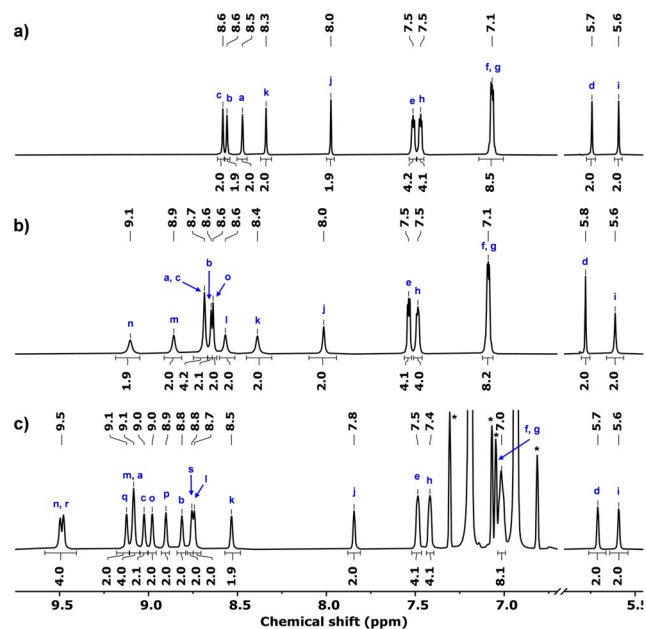 a)
8.6 8.6 8.5 8.3 8.0 7.5 7.5 7.1 5.7 5.6
c b a k j e h f, g d i
2.0 1.9 2.0 2.0 1.9 4.2 4.1 8.5 2.0 2.0
b)
9.1 8.9 8.7 8.6 8.6 8.6 8.4 8.0 7.5 7.5 7.1 5.8 5.6
n m a, c b o l k j e h f, g d i
1.9 2.0 4.2 2.1 2.0 2.0 2.0 2.0 4.1 4.0 8.2 2.0 2.0
c)
9.5 9.1 9.1 9.0 9.0 8.9 8.8 8.8 8.7 8.5 7.8 7.5 7.4 7.0 5.7 5.6
n, r q m, a c o p b s l k j e h * * * f, g * d i
4.0 2.0 4.0 2.1 2.0 2.0 2.0 2.0 2.0 1.9 2.0 4.1 4.1 8.1 2.0 2.0
9.5 9.0 8.5 8.0 7.5 7.0 5.5
Chemical shift (ppm)